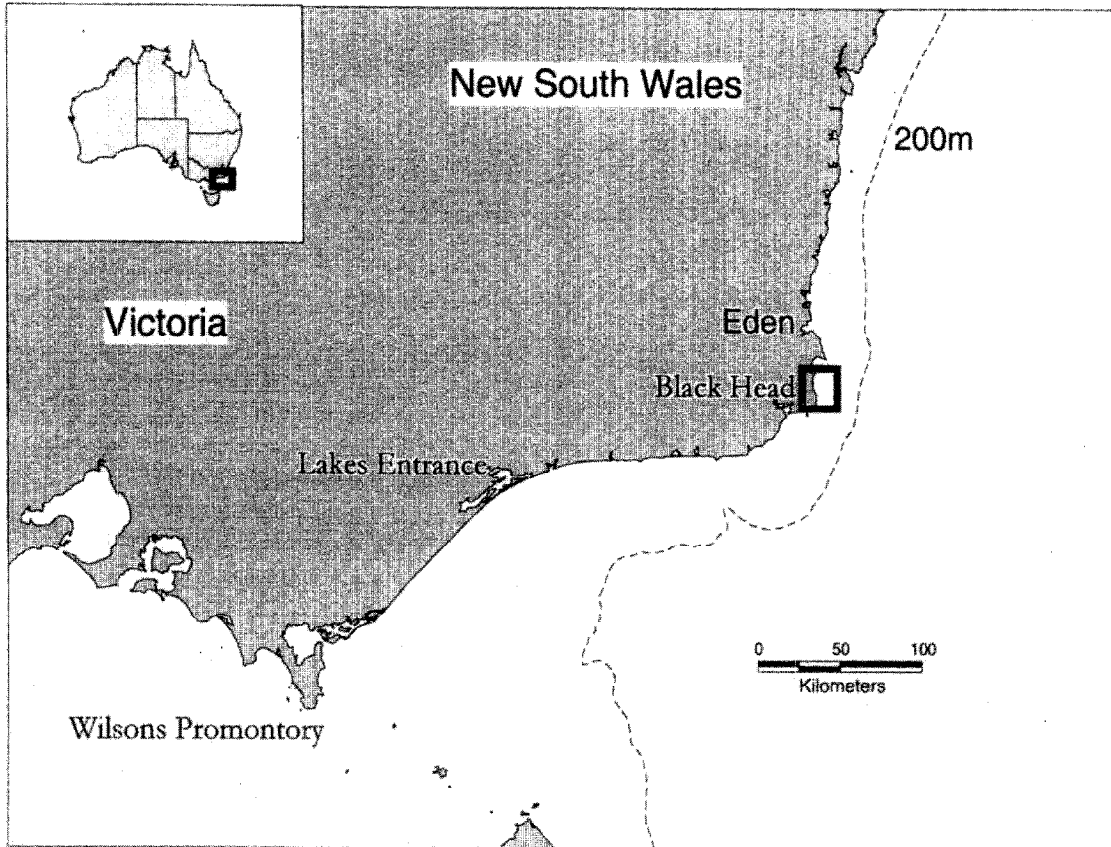 New South Wales
200m
Victoria
Eden
Black Head
Lakes Entrance
0 50 100
Kilometers
Wilsons Promontory